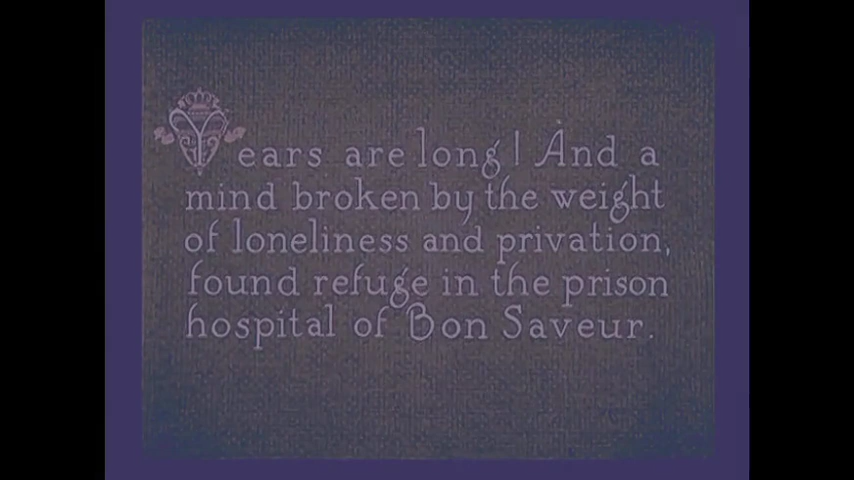 Years are long! And a
mind broken by the weight
of loneliness and privation,
found refuge in the prison
hospital of Bon Saveur.